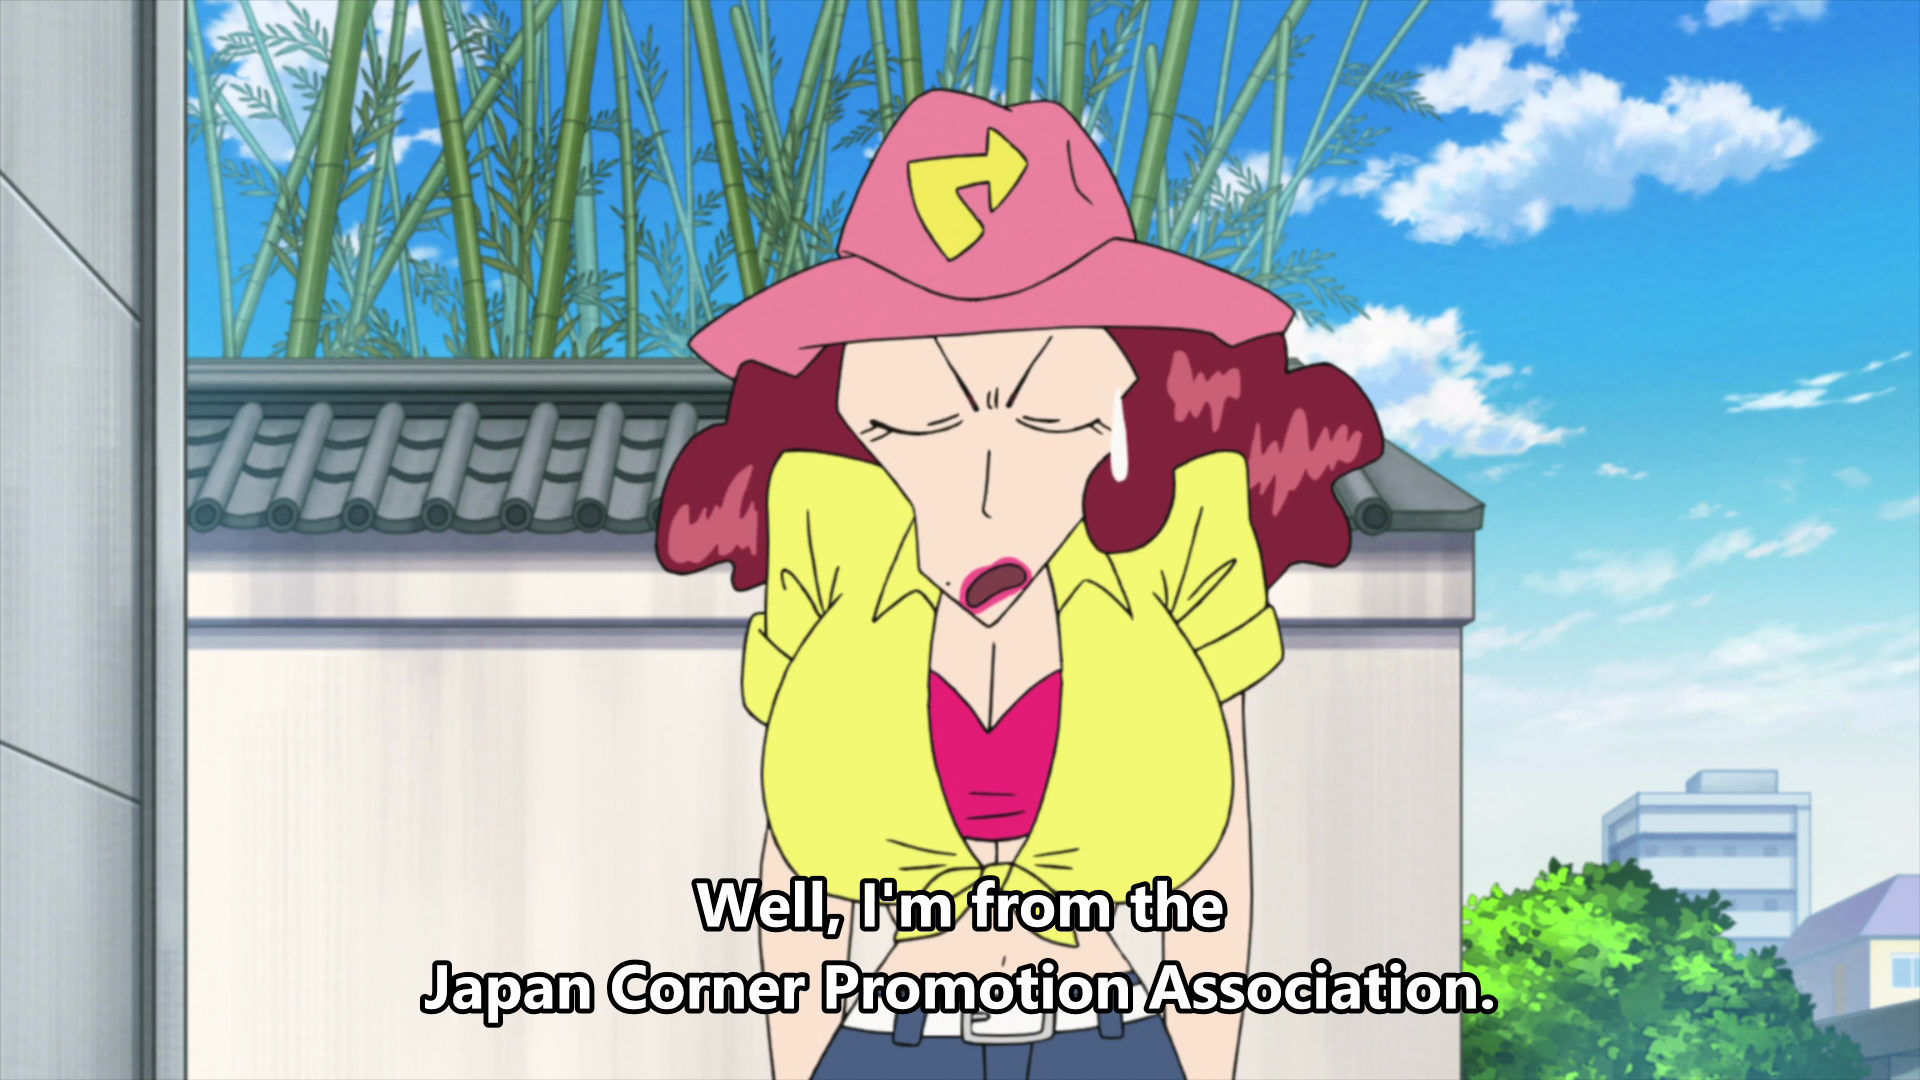 Well, I'm from the
Japan Corner Promotion Association.